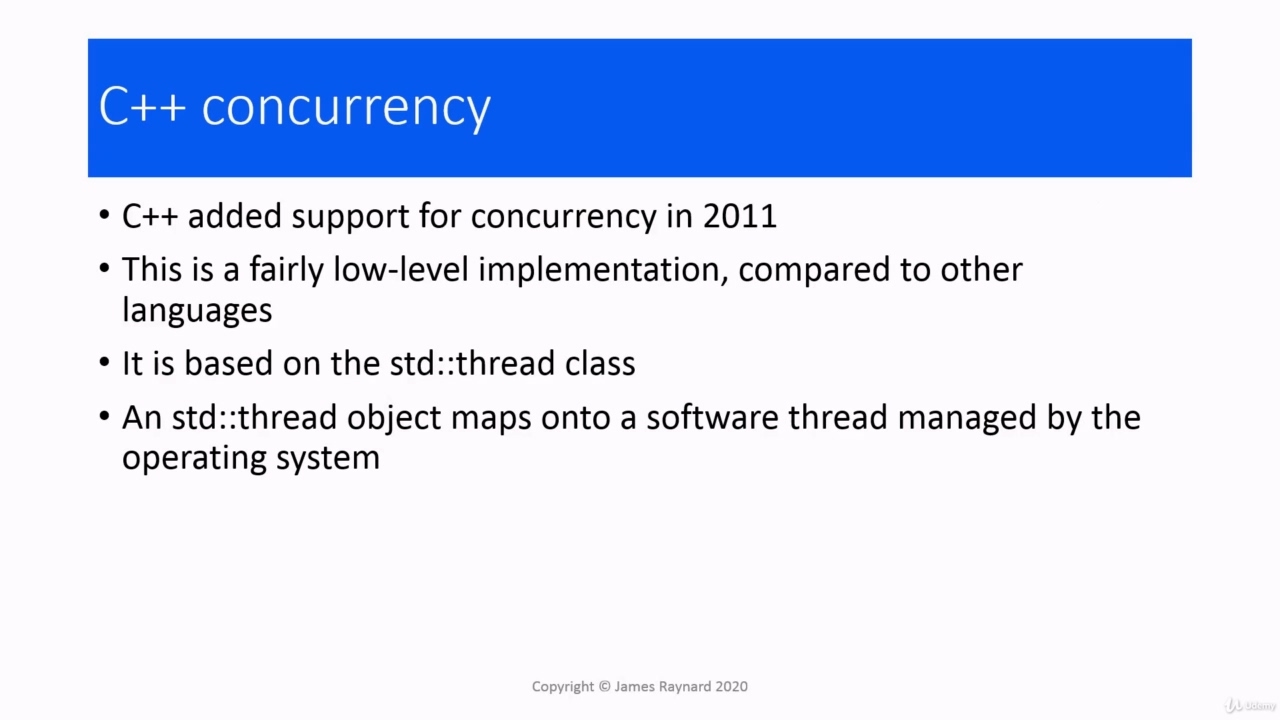 C++ concurrency
• C++ added support for concurrency in 2011
• This is a fairly low-level implementation, compared to other
languages
• It is based on the std::thread class
• An std::thread object maps onto a software thread managed by the
operating system
Copyright © James Raynard 2020
Udemy